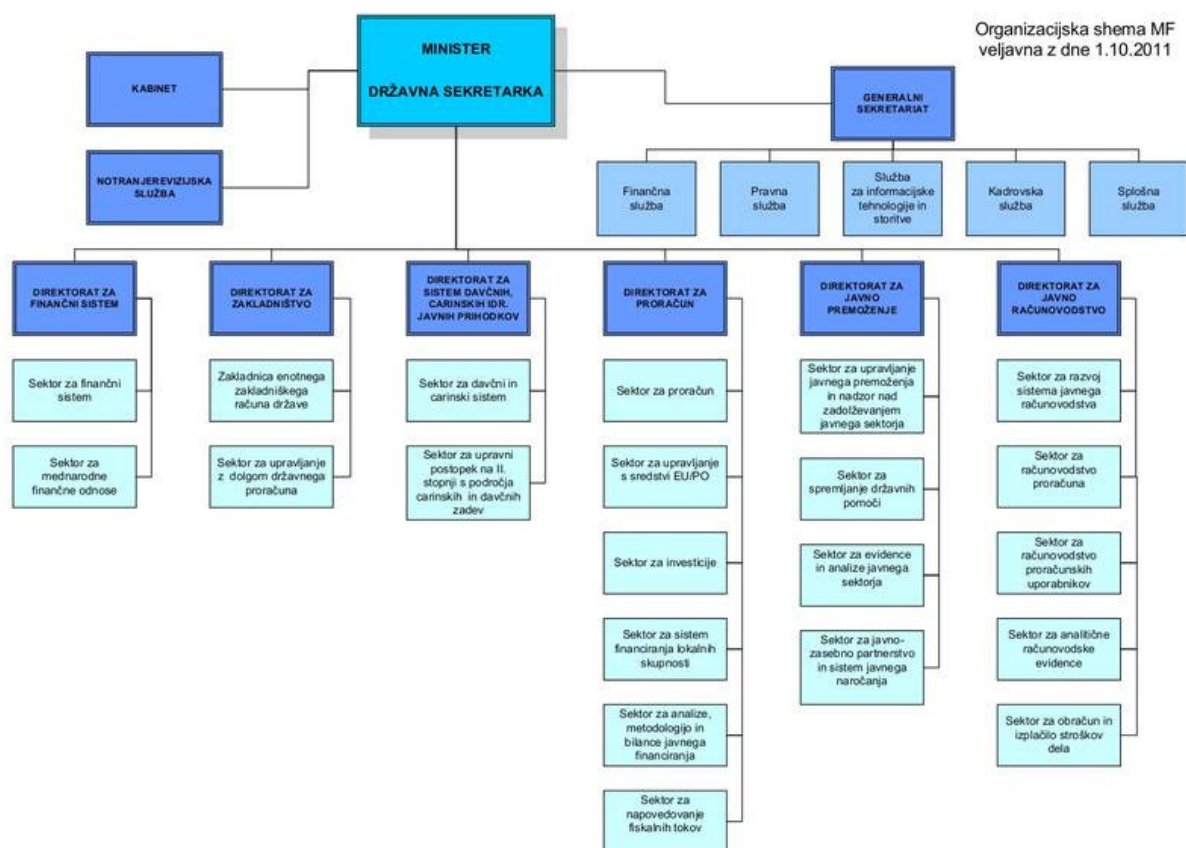 Organizacijska shema MF
veljavna z dne 1.10.2011
MINISTER
DRŽAVNA SEKRETARKA
KABINET
GENERALNI
SEKRETARIAT
NOTRANJEREVIZIJSKA
SLUŽBA
Finančna
služba
Pravna
služba
Služba
za informacijske
tehnologije in
storitve
Kadrovska
služba
Splošna
služba
DIREKTORAT ZA
FINANČNI SISTEM
DIREKTORAT ZA
ZAKLADNIŠTVO
DIREKTORAT ZA
SISTEM DAVČNIH,
CARINSKIH IDR.
JAVNIH PRIHODKOV
DIREKTORAT ZA
PRORAČUN
DIREKTORAT ZA
JAVNO
PREMOŽENJE
DIREKTORAT ZA
JAVNO
RAČUNOVODSTVO
Sektor za finančni
sistem
Zakladnica enotnega
zakladniškega
računa države
Sektor za davčni in
carinski sistem
Sektor za proračun
Sektor za upravljanje
javnega premoženja
in nadzor nad
zadolževanjem
javnega sektorja
Sektor za razvoj
sistema javnega
računovodstva
Sektor za
mednarodne
finančne odnose
Sektor za upravljanje
z dolgom državnega
proračuna
Sektor za upravni
postopek na II.
stopnji s področja
carinskih in davčnih
zadev
Sektor za upravljanje
s sredstvi EU/PO
Sektor za
spremljanje državnih
pomoči
Sektor za
računovodstvo
proračuna
Sektor za investicije
Sektor za evidence
in analize javnega
sektorja
Sektor za
računovodstvo
proračunskih
uporabnikov
Sektor za sistem
financiranja lokalnih
skupnosti
Sektor za javno-
zasebno partnerstvo
in sistem javnega
naročanja
Sektor za analitične
računovodske
evidence
Sektor za analize,
metodologijo in
bilance javnega
financiranja
Sektor za obračun in
izplačilo stroškov
dela
Sektor za
napovedovanje
fiskalnih tokov